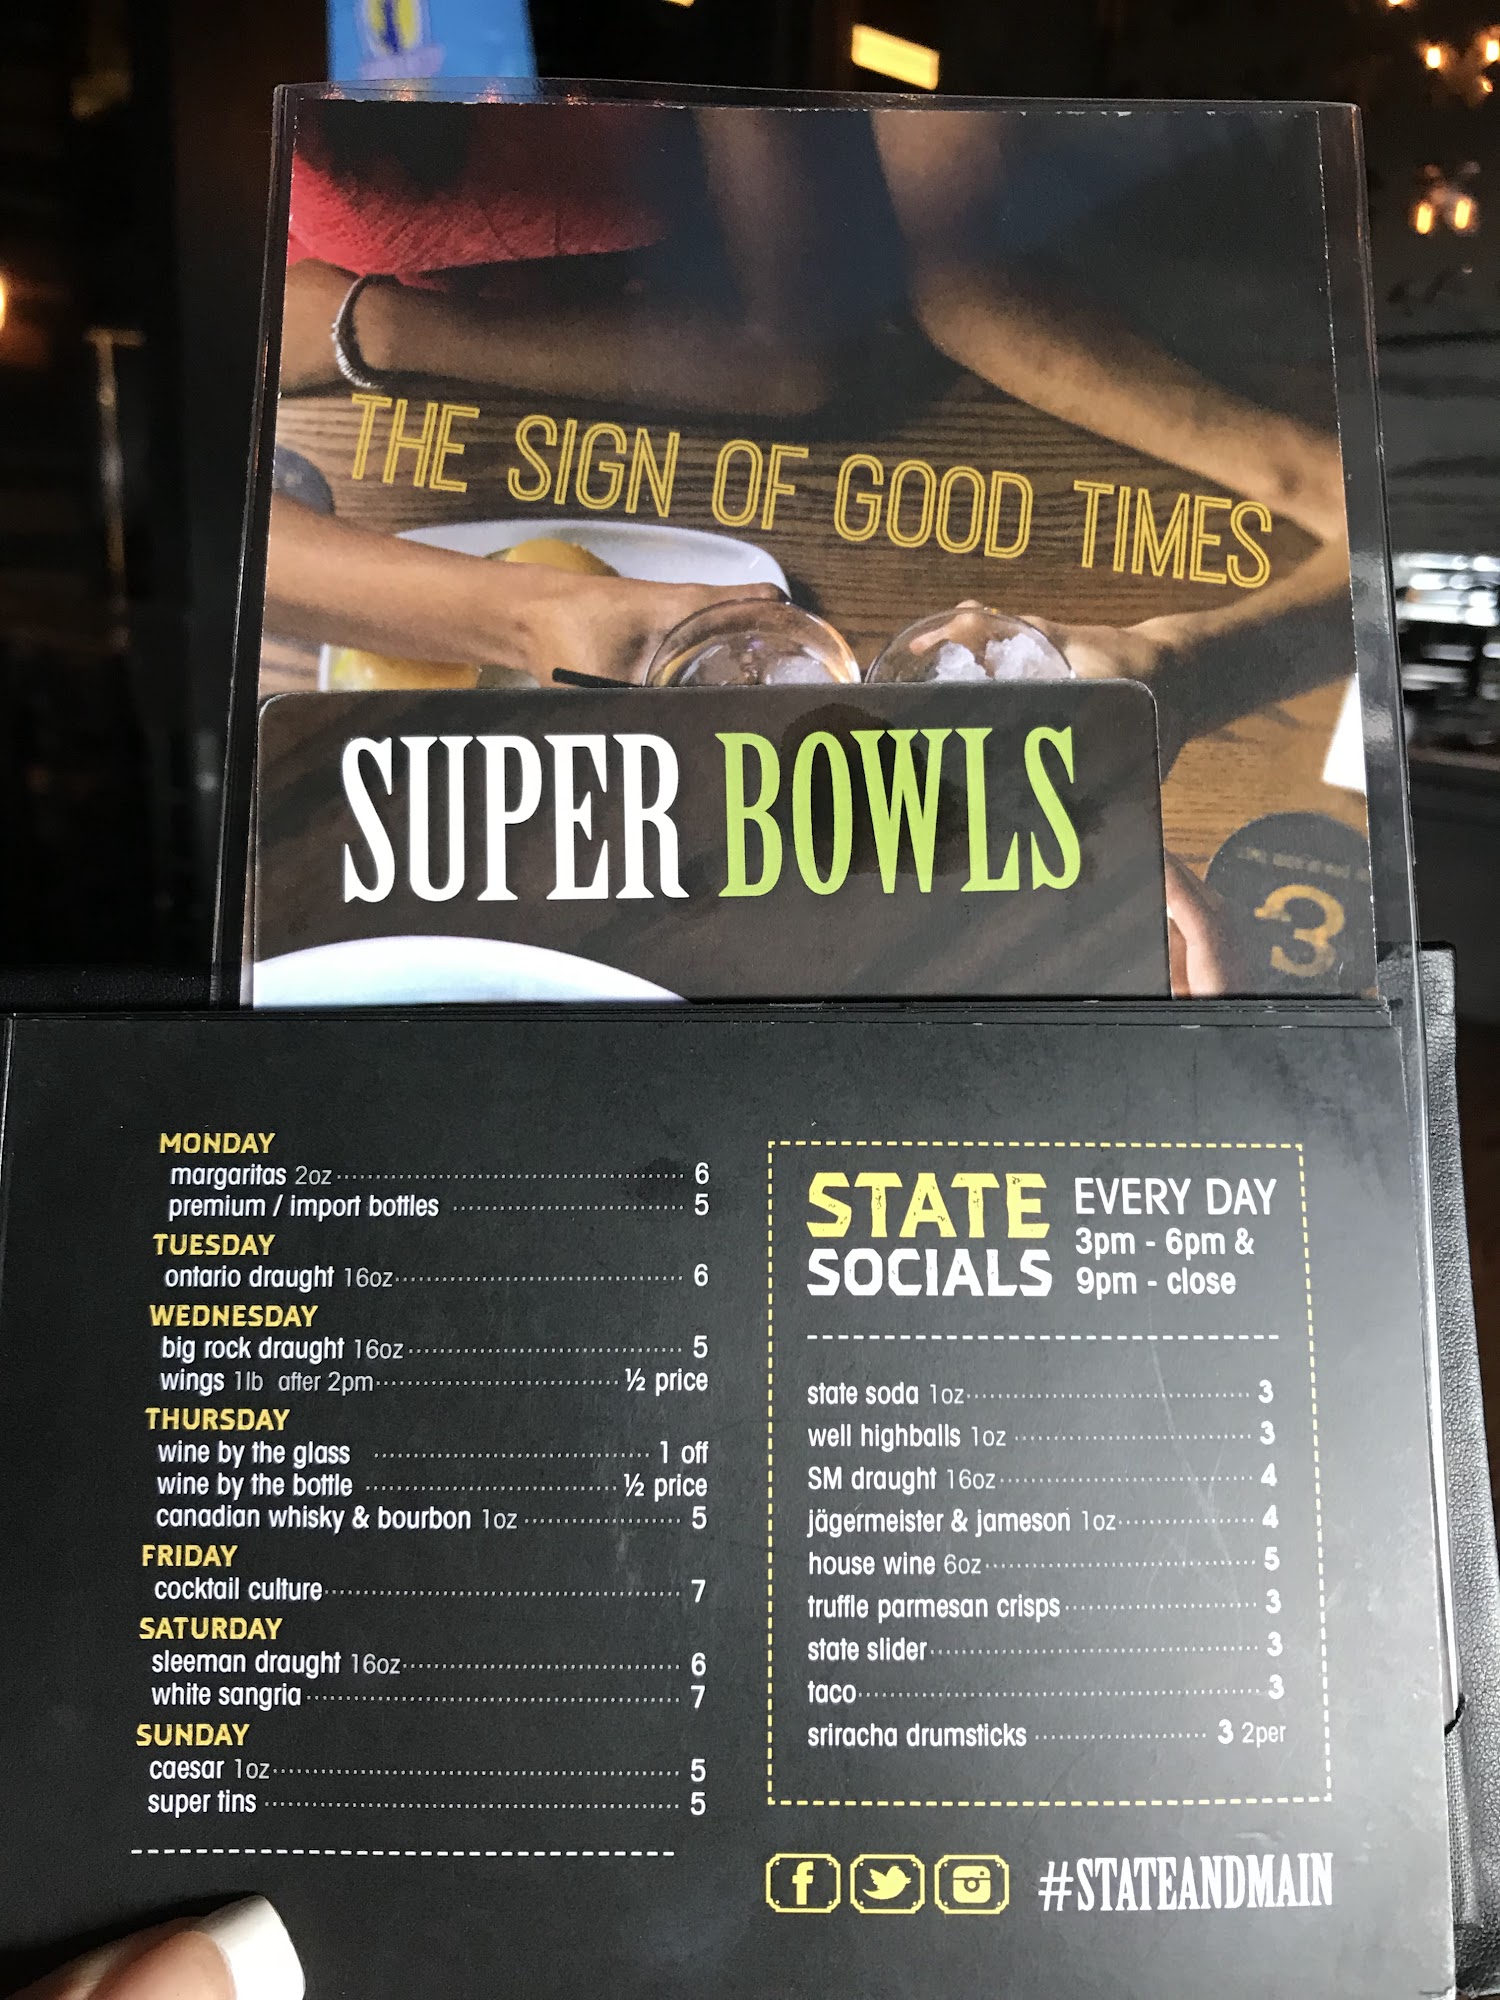 THE SIGN OF GOOD TIMES
SUPER BOWLS
3
MONDAY
margaritas 2oz 6
premium / import bottles 5
TUESDAY
ontario draught 16oz 6
WEDNESDAY
big rock draught 16oz 5
wings 1lb after 2pm ½ price
THURSDAY
wine by the glass 1 off
wine by the bottle ½ price
canadian whisky & bourbon 1oz 5
FRIDAY
cocktail culture 7
SATURDAY
sleeman draught 16oz 6
white sangria 7
SUNDAY
caesar 1oz 5
super tins 5
STATE
SOCIALS
EVERY DAY
3pm - 6pm &
9pm - close
state soda 1oz 3
well highballs 1oz 3
SM draught 16oz 4
jägermeister & jameson 1oz 4
house wine 6oz 5
truffle parmesan crisps 3
state slider 3
taco 3
sriracha drumsticks 3 2per
#STATEANDMAIN